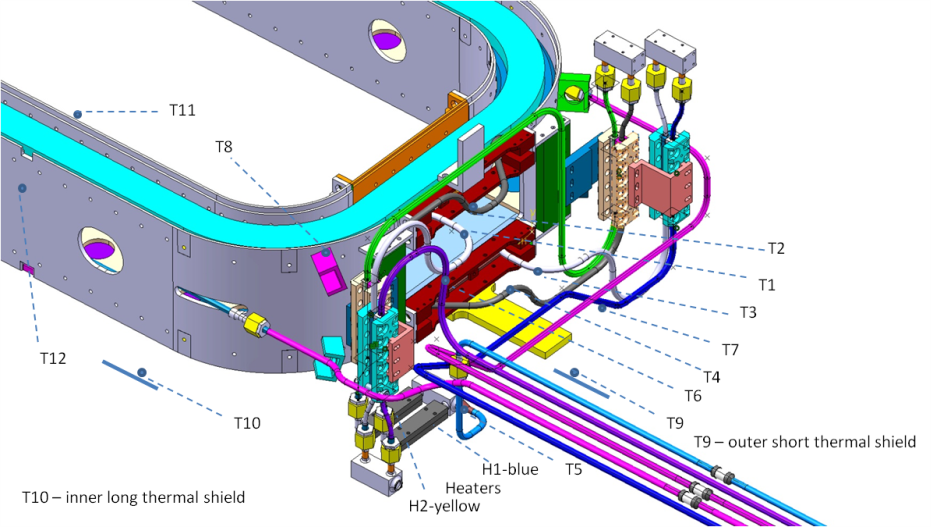 T11
T8
T2
T1
T3
T7
T12
T4
T6
T10
T9
T9 – outer short thermal shield
T5
H1-blue
Heaters
T10 – inner long thermal shield
H2-yellow